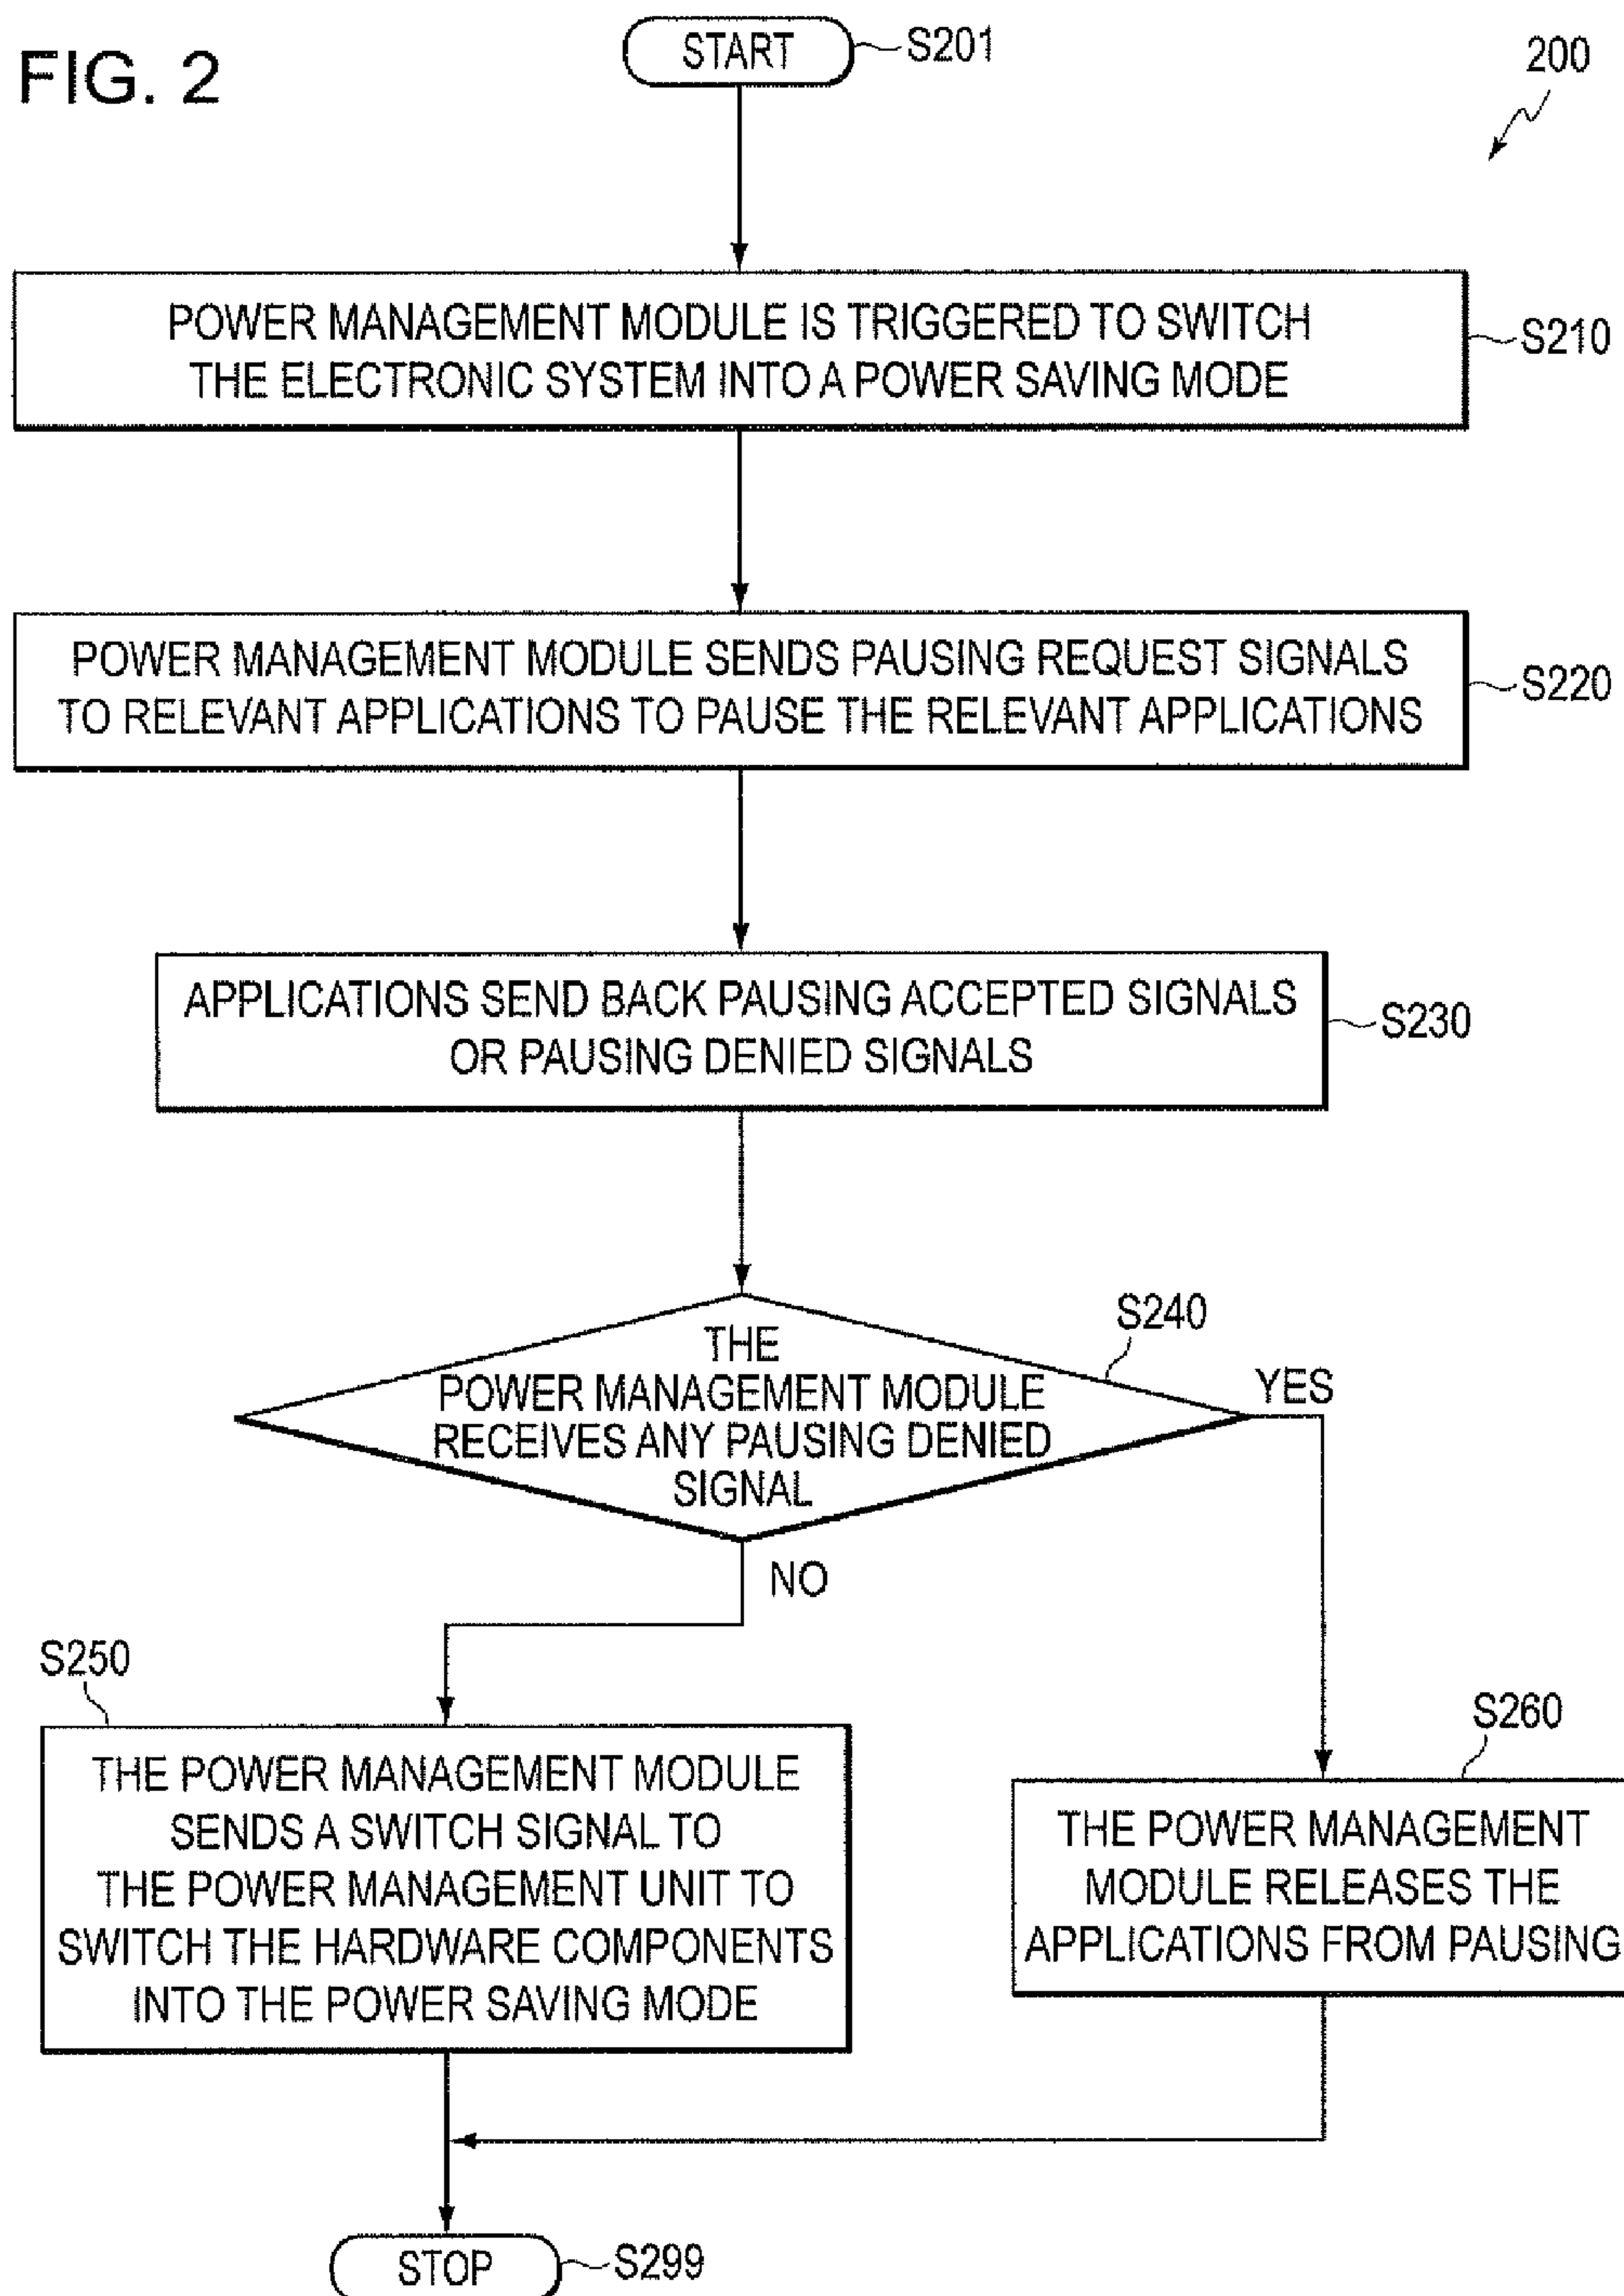 FIG. 2
START
S201
200
POWER MANAGEMENT MODULE IS TRIGGERED TO SWITCH
THE ELECTRONIC SYSTEM INTO A POWER SAVING MODE
S210
POWER MANAGEMENT MODULE SENDS PAUSING REQUEST SIGNALS
TO RELEVANT APPLICATIONS TO PAUSE THE RELEVANT APPLICATIONS
S220
APPLICATIONS SEND BACK PAUSING ACCEPTED SIGNALS
OR PAUSING DENIED SIGNALS
S230
S240
THE
POWER MANAGEMENT MODULE
RECEIVES ANY PAUSING DENIED
SIGNAL
YES
NO
S250
THE POWER MANAGEMENT MODULE
SENDS A SWITCH SIGNAL TO
THE POWER MANAGEMENT UNIT TO
SWITCH THE HARDWARE COMPONENTS
INTO THE POWER SAVING MODE
S260
THE POWER MANAGEMENT
MODULE RELEASES THE
APPLICATIONS FROM PAUSING
STOP
S299